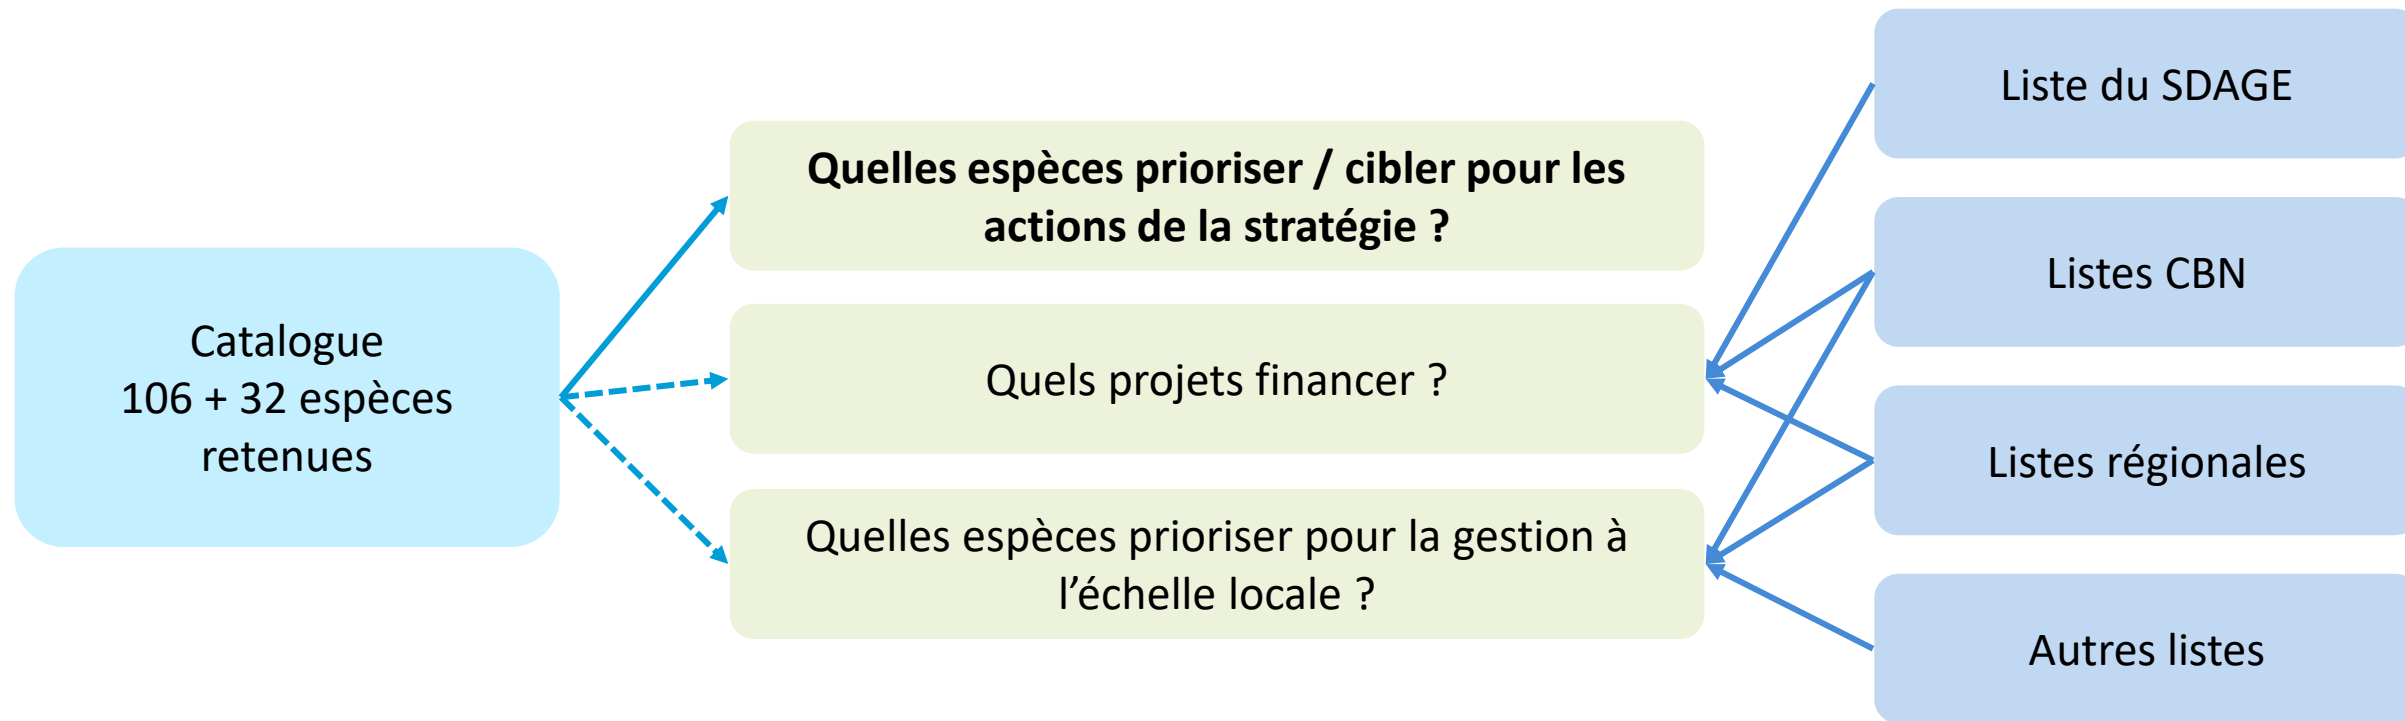 Catalogue
106 + 32 espèces
retenues
Quelles espèces prioriser / cibler pour les
actions de la stratégie ?
Quels projets financer ?
Quelles espèces prioriser pour la gestion à
l’échelle locale ?
Liste du SDAGE
Listes CBN
Listes régionales
Autres listes